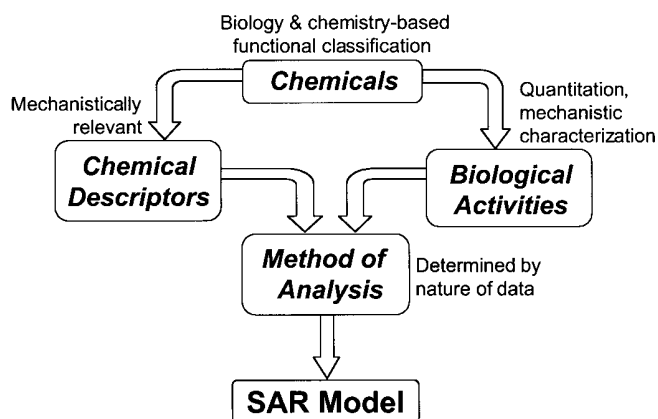 Biology & chemistry-based
functional classification
Chemicals
Mechanistically
relevant
Quantitation,
mechanistic
characterization
Chemical
Descriptors
Biological
Activities
Method of
Analysis
Determined by
nature of data
SAR Model